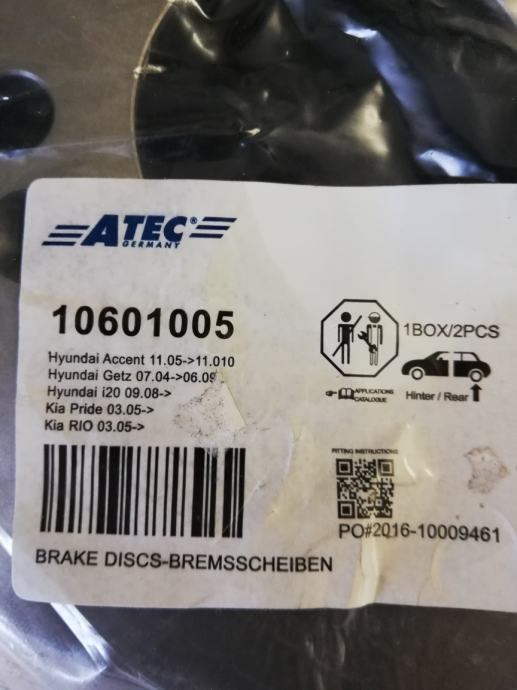 ATEC®
GERMANY
10601005
1BOX/2PCS
Hyundai Accent 11.05->11.010
Hyundai Getz 07.04->06.09
Hyundai i20 09.08->
Kia Pride 03.05->
Kia RIO 03.05->
APPLICATIONS
CATALOGUE
Hinter / Rear
FITTING INSTRUCTIONS
PO#2016-10009461
BRAKE DISCS-BREMSSCHEIBEN